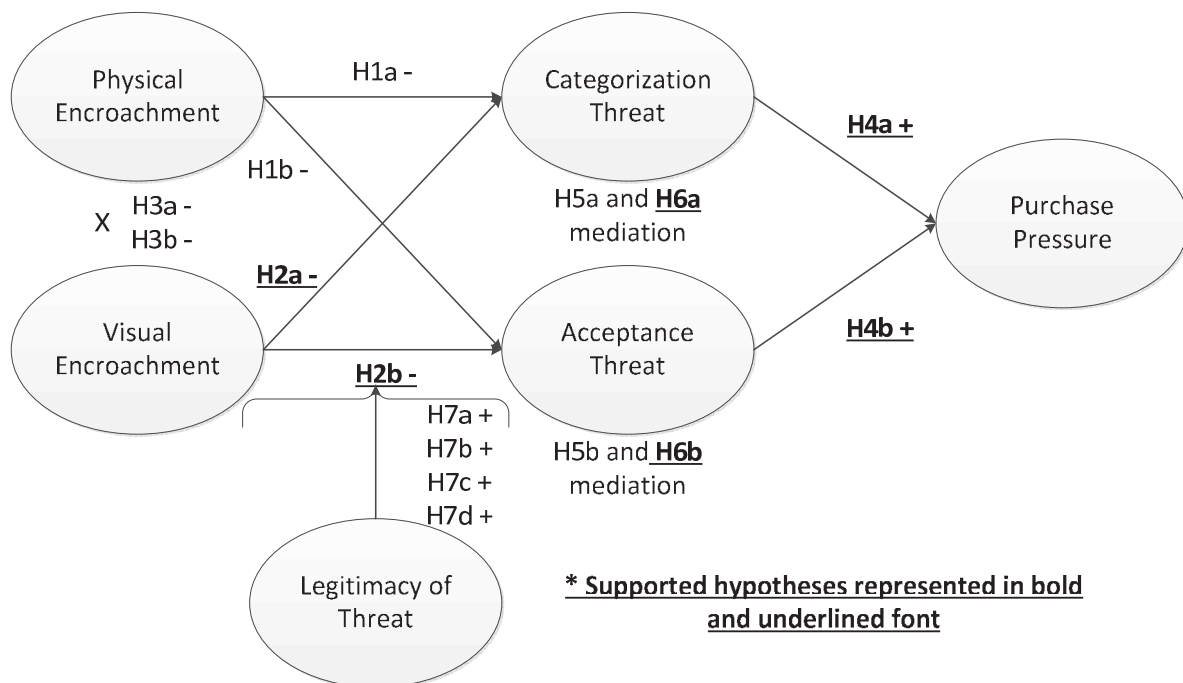 Physical
Encroachment
H1a -
Categorization
Threat
H4a +
H1b -
H3a -
X
H3b -
H5a and H6a
mediation
Purchase
Pressure
H2a -
Visual
Encroachment
Acceptance
Threat
H4b +
H2b -
H7a +
H7b +
H7c +
H7d +
H5b and H6b
mediation
Legitimacy of
Threat
* Supported hypotheses represented in bold
and underlined font